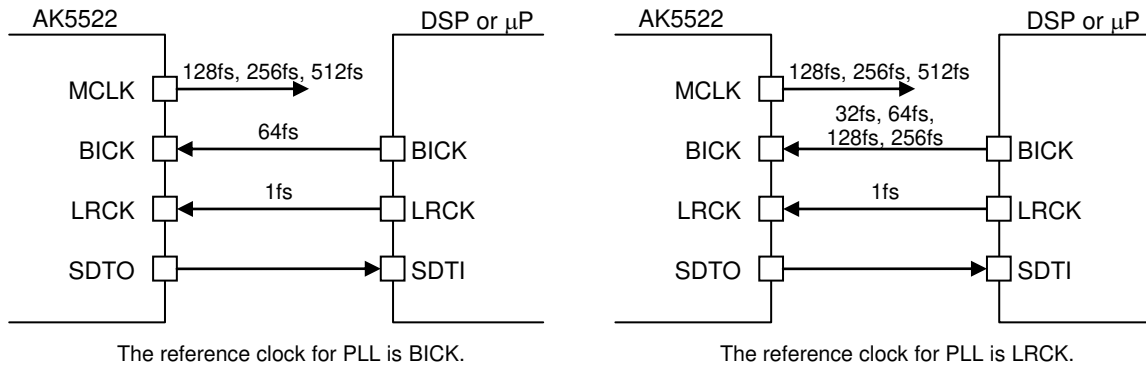 AK5522
DSP or μP
MCLK
128fs, 256fs, 512fs
BICK
64fs
BICK
LRCK
1fs
LRCK
SDTO
SDTI
The reference clock for PLL is BICK.
AK5522
DSP or μP
MCLK
128fs, 256fs, 512fs
32fs, 64fs,
128fs, 256fs
BICK
BICK
LRCK
1fs
LRCK
SDTO
SDTI
The reference clock for PLL is LRCK.